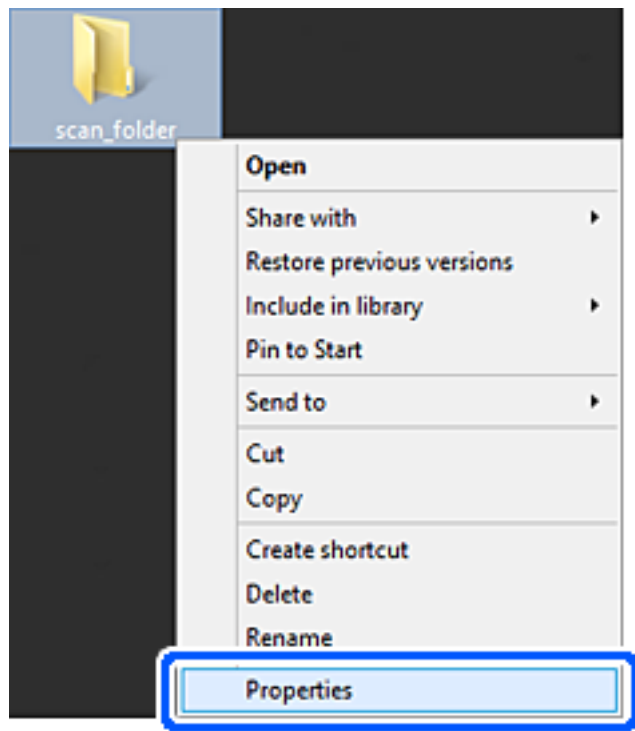 scan_folder
Open
Share with
Restore previous versions
Include in library
Pin to Start
Send to
Cut
Copy
Create shortcut
Delete
Rename
Properties